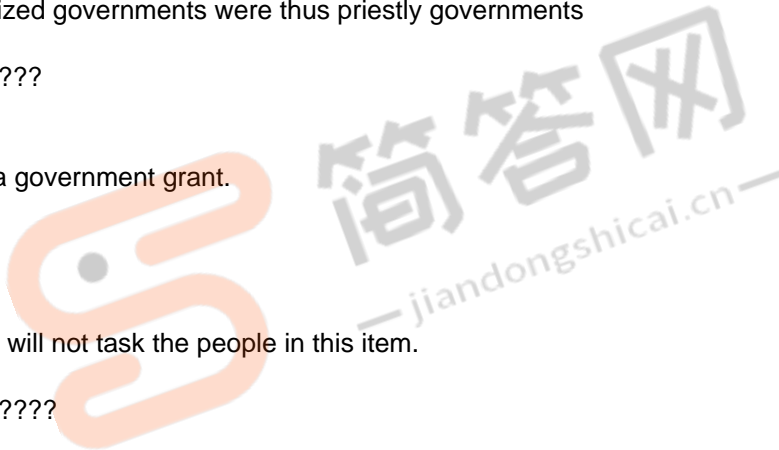 ized governments were thus priestly governments
???
a government grant.
简答网
jiandongshicai.cn
will not task the people in this item.
????